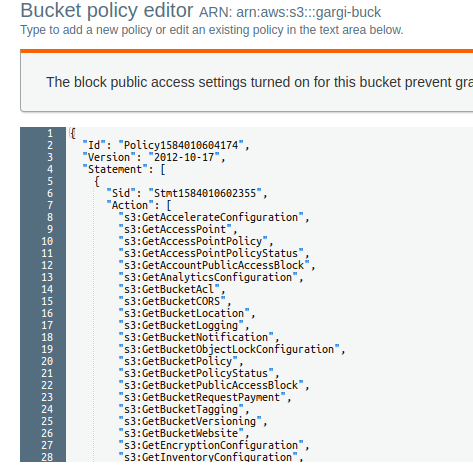 Bucket policy editor ARN: arn:aws:s3:::gargi-buck
Type to add a new policy or edit an existing policy in the text area below.
The block public access settings turned on for this bucket prevent gra
1 {
2 "Id": "Policy1584010604174",
3 "Version": "2012-10-17",
4 "Statement": [
5 {
6 "Sid": "Stmt1584010602355",
7 "Action": [
8 "s3:GetAccelerateConfiguration",
9 "s3:GetAccessPoint",
10 "s3:GetAccessPointPolicy",
11 "s3:GetAccessPointPolicyStatus",
12 "s3:GetAccountPublicAccessBlock",
13 "s3:GetAnalyticsConfiguration",
14 "s3:GetBucketAcl",
15 "s3:GetBucketCORS",
16 "s3:GetBucketLocation",
17 "s3:GetBucketLogging",
18 "s3:GetBucketNotification",
19 "s3:GetBucketObjectLockConfiguration",
20 "s3:GetBucketPolicy",
21 "s3:GetBucketPolicyStatus",
22 "s3:GetBucketPublicAccessBlock",
23 "s3:GetBucketRequestPayment",
24 "s3:GetBucketTagging",
25 "s3:GetBucketVersioning",
26 "s3:GetBucketWebsite",
27 "s3:GetEncryptionConfiguration",
28 "s3:GetInventoryConfiguration",